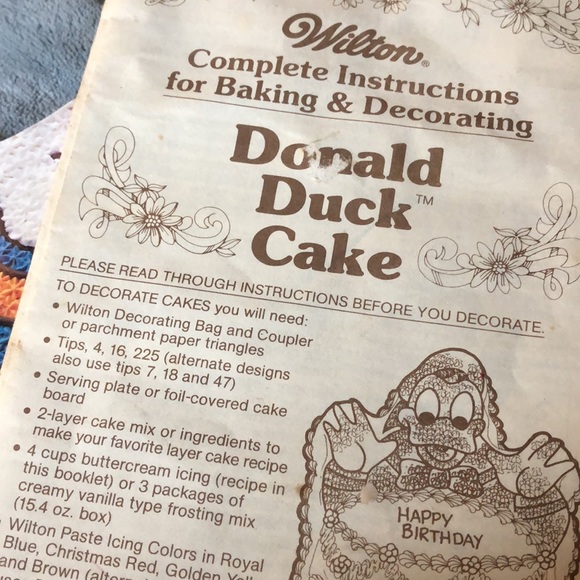 Wilton®
Complete Instructions
for Baking & Decorating
Donald
Duck™
Cake
PLEASE READ THROUGH INSTRUCTIONS BEFORE YOU DECORATE.
TO DECORATE CAKES you will need:
• Wilton Decorating Bag and Coupler
or parchment paper triangles
• Tips, 4, 16, 225 (alternate designs
also use tips 7, 18 and 47)
• Serving plate or foil-covered cake
board
• 2-layer cake mix or ingredients to
make your favorite layer cake recipe
• 4 cups buttercream icing (recipe in
this booklet) or 3 packages of
creamy vanilla type frosting mix
(15.4 oz. box)
Wilton Paste Icing Colors in Royal
Blue, Christmas Red, Golden
and Brown
HAPPY
BIRTHDAY